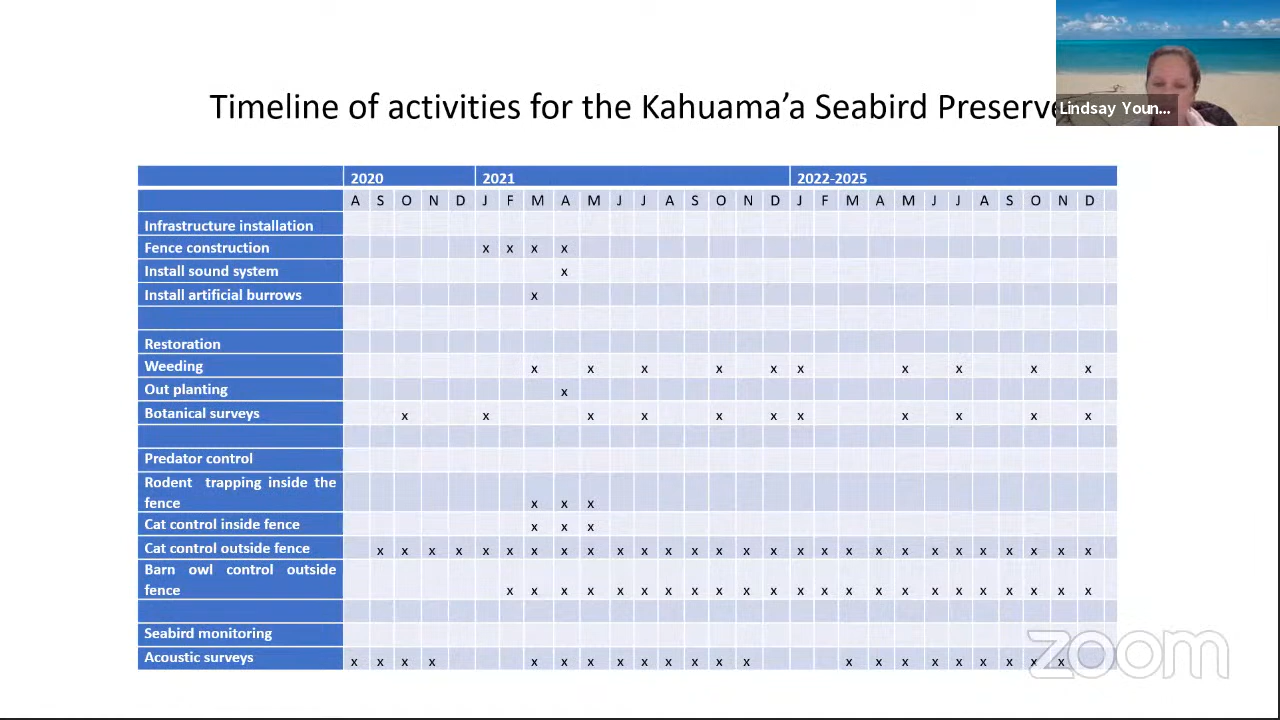 Timeline of activities for the Kahuama'a Seabird Preserve
Lindsay Youn...
2020 2021 2022-2025
A S O N D J F M A M J J A S O N D J F M A M J J A S O N D
Infrastructure installation
Fence construction x x x x
Install sound system x
Install artificial burrows x
Restoration
Weeding x x x x x x x x x x
Out planting x
Botanical surveys x x x x x x x x x x x
Predator control
Rodent trapping inside the
fence x x x
Cat control inside fence x x x
Cat control outside fence x x x x x x x x x x x x x x x x x x x x x x x x x x x x
Barn owl control outside
fence x x x x x x x x x x x x x x x x x x x x x x x
Seabird monitoring
Acoustic surveys x x x x x x x x x x x x x x x x x x x x x x
zoom